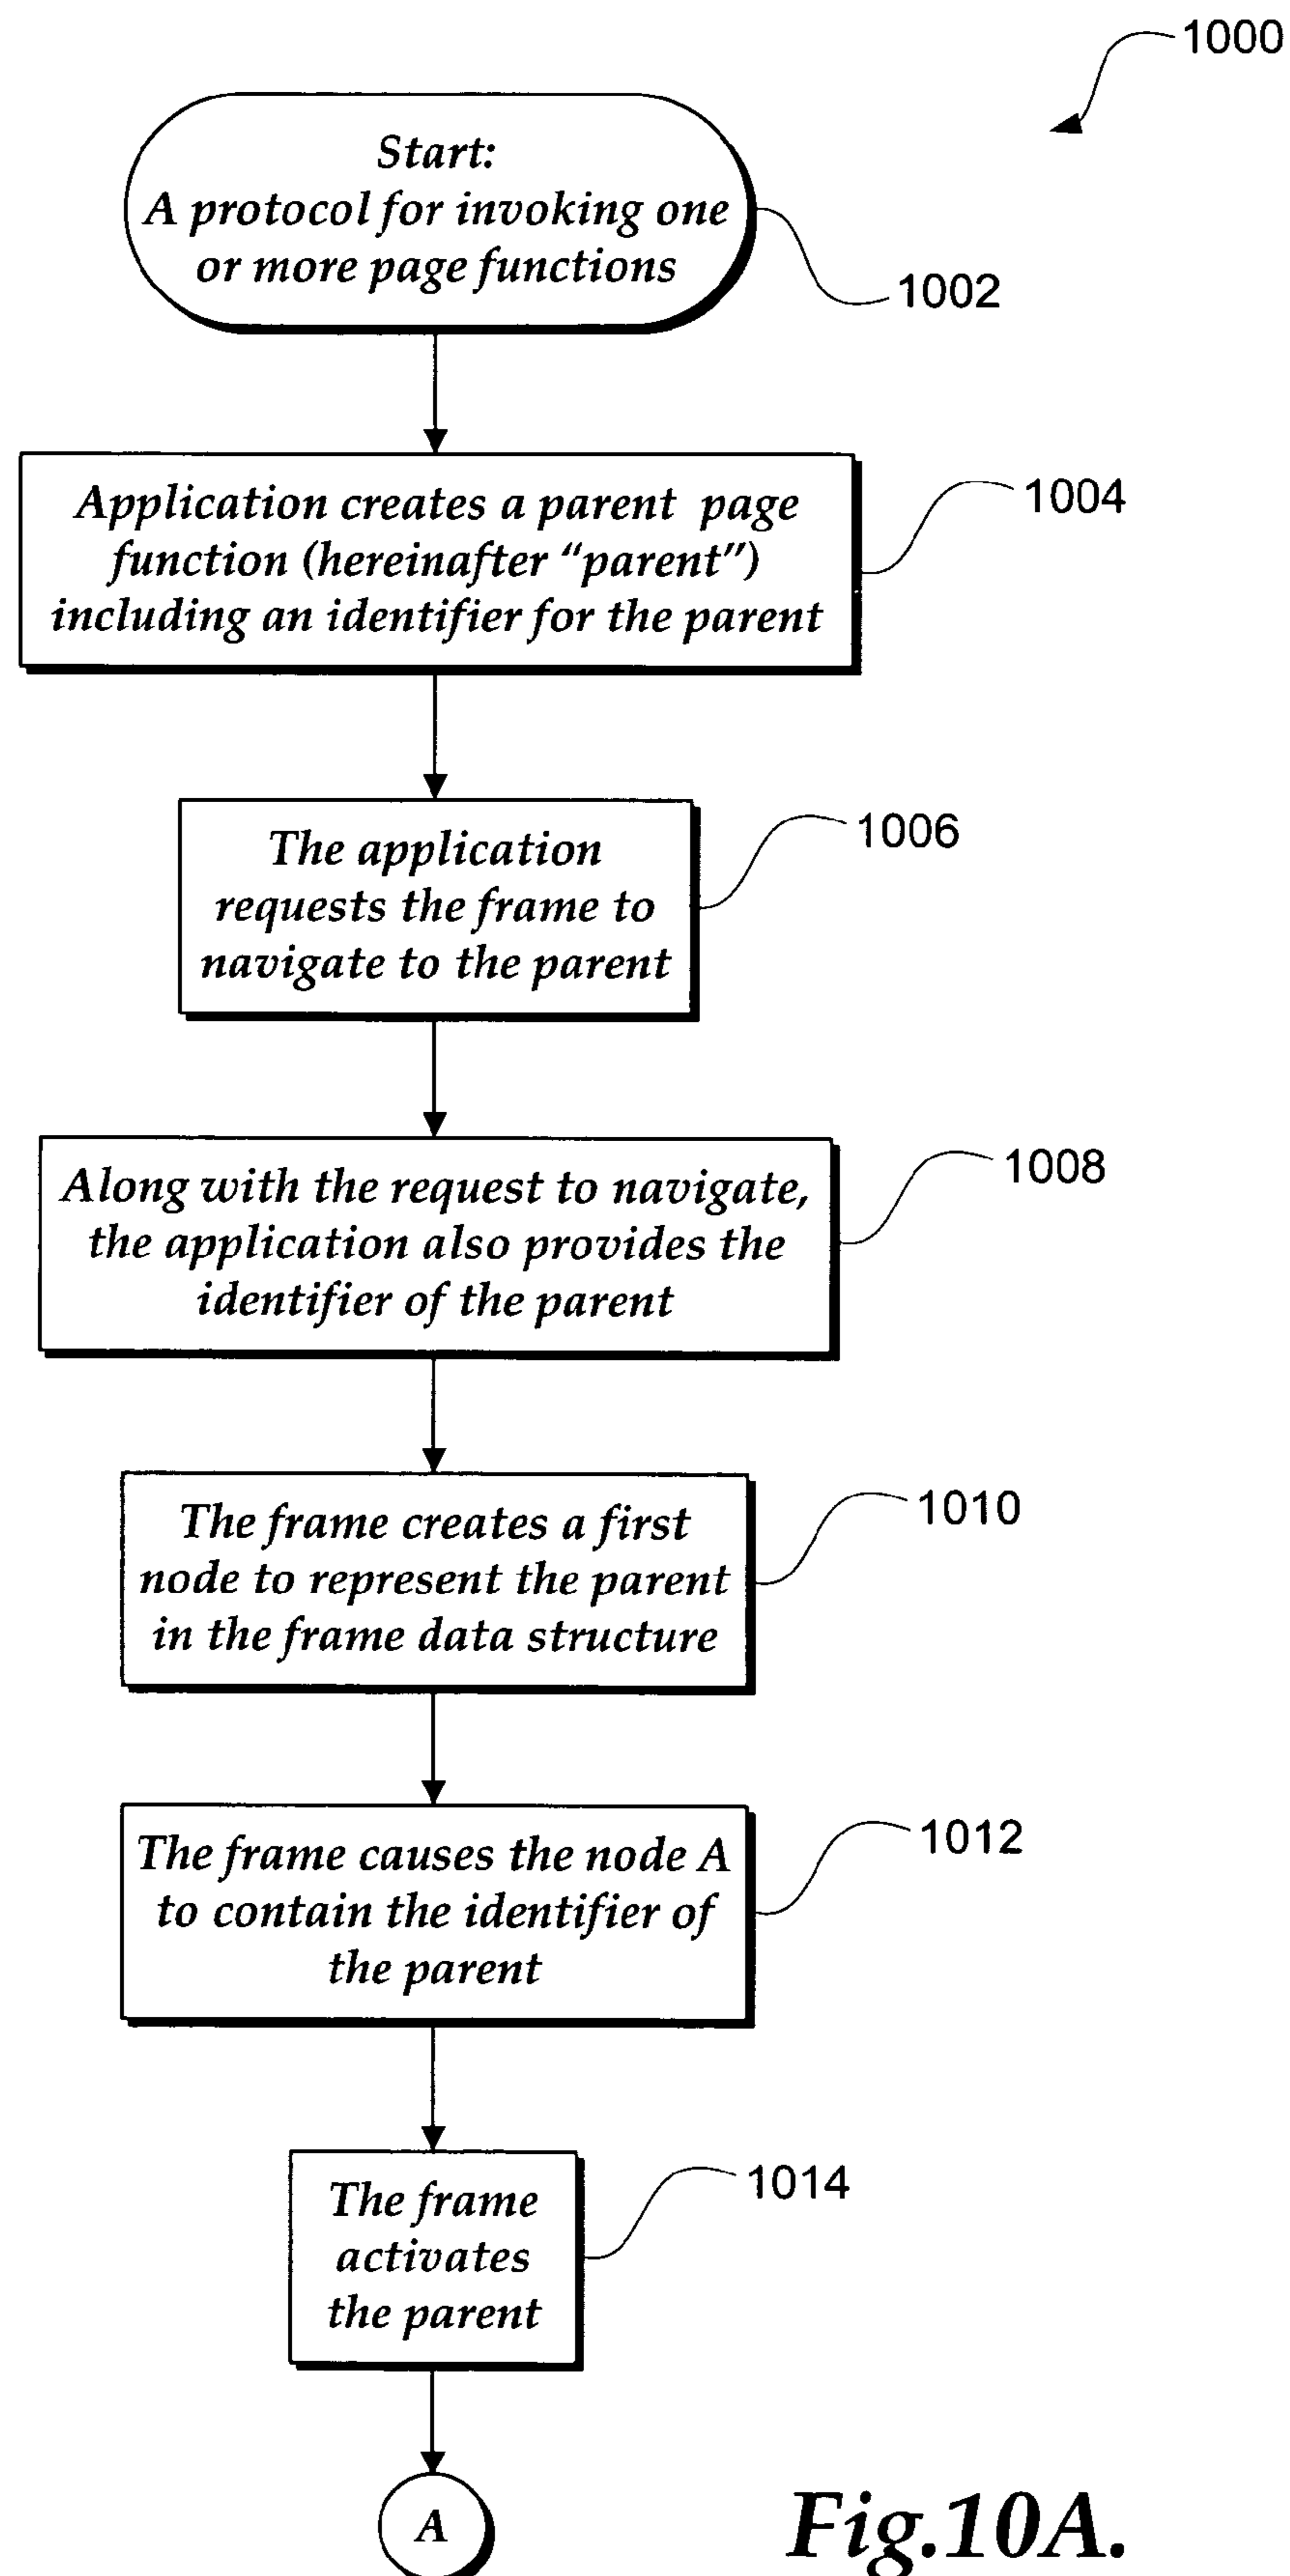 1000
Start:
A protocol for invoking one
or more page functions
1002
Application creates a parent page
function (hereinafter “parent”)
including an identifier for the parent
1004
The application
requests the frame to
navigate to the parent
1006
Along with the request to navigate,
the application also provides the
identifier of the parent
1008
The frame creates a first
node to represent the parent
in the frame data structure
1010
The frame causes the node A
to contain the identifier of
the parent
1012
The frame
activates
the parent
1014
A
Fig.10A.